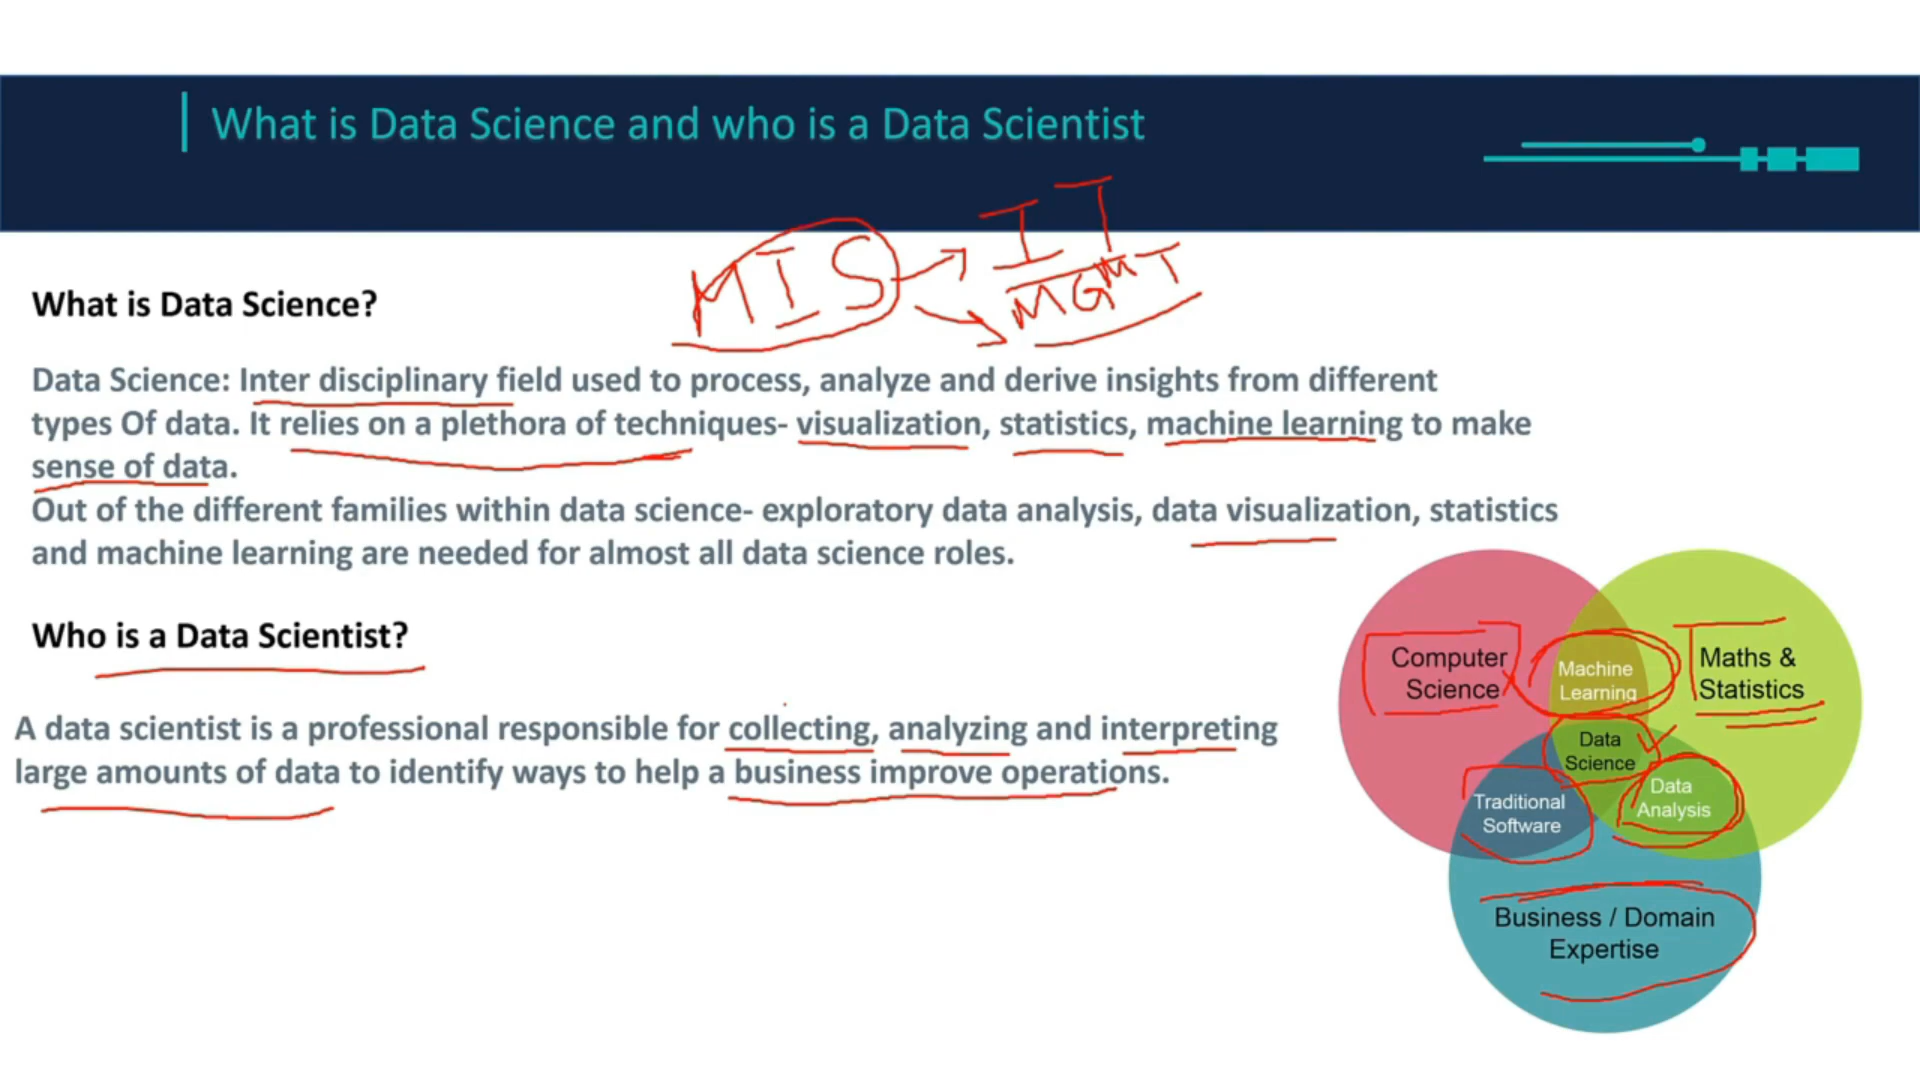 What is Data Science and who is a Data Scientist
MIS
IT
MGMT
What is Data Science?
Data Science: Inter disciplinary field used to process, analyze and derive insights from different
types Of data. It relies on a plethora of techniques- visualization, statistics, machine learning to make
sense of data.
Out of the different families within data science- exploratory data analysis, data visualization, statistics
and machine learning are needed for almost all data science roles.
Who is a Data Scientist?
A data scientist is a professional responsible for collecting, analyzing and interpreting
large amounts of data to identify ways to help a business improve operations.
Computer
Science
Machine
Learning
Maths &
Statistics
Data
Science
Traditional
Software
Data
Analysis
Business / Domain
Expertise